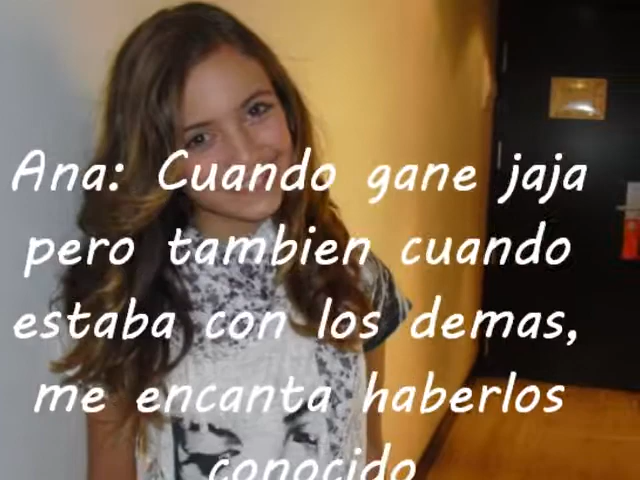 Ana: Cuando gane jaja
pero tambien cuando
estaba con los demas,
me encanta haberlos
conocido